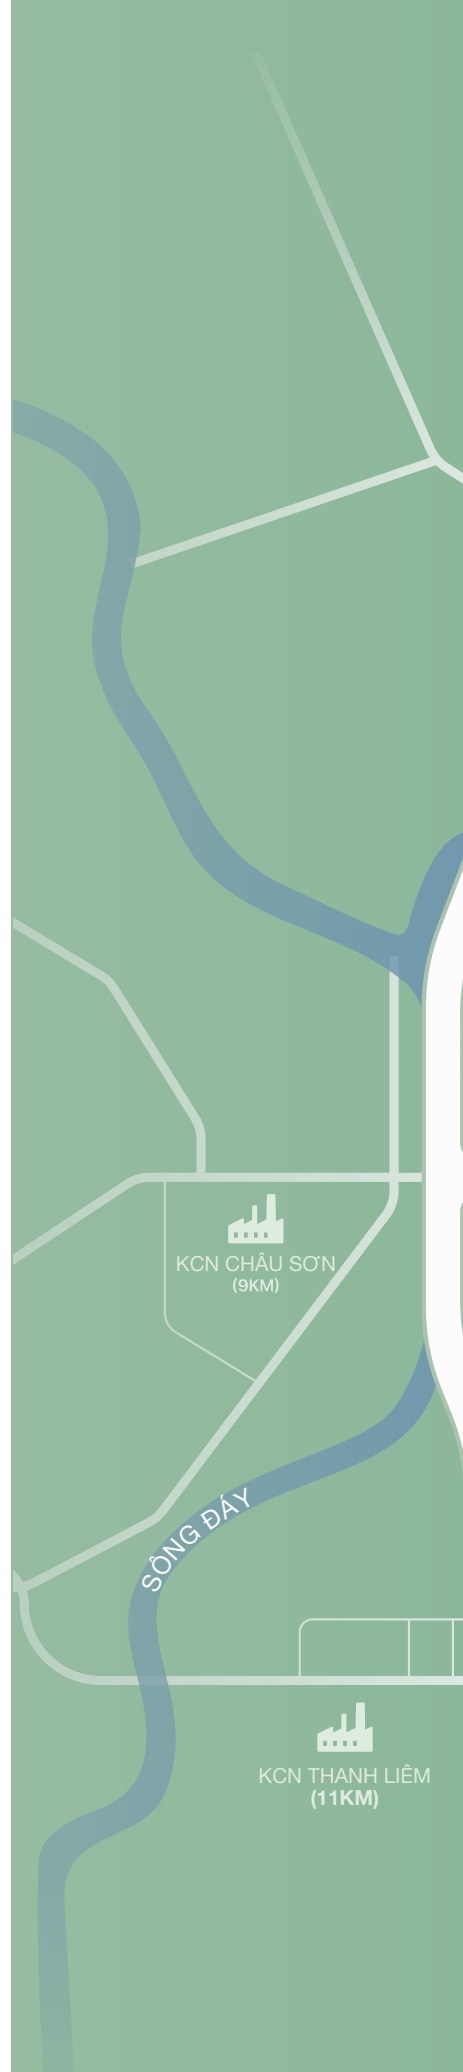 KCN CHÂU SƠN
(9KM)
SÔNG ĐÁY
KCN THANH LIÊM
(11KM)